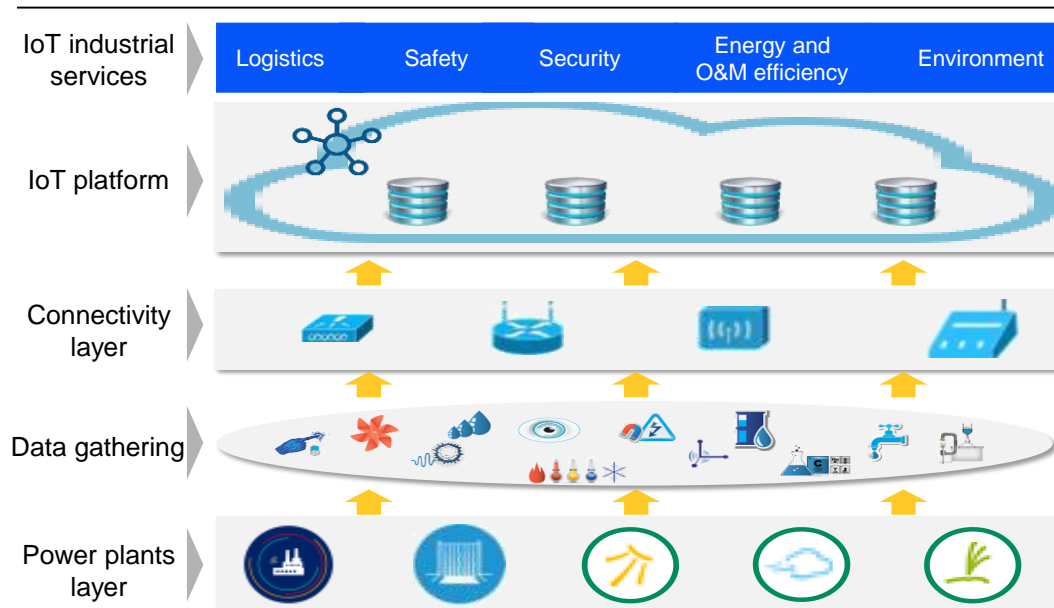 IoT industrial
services
Logistics
Safety
Security
Energy and
O&M efficiency
Environment
IoT platform
Connectivity
layer
Data gathering
Power plants
layer